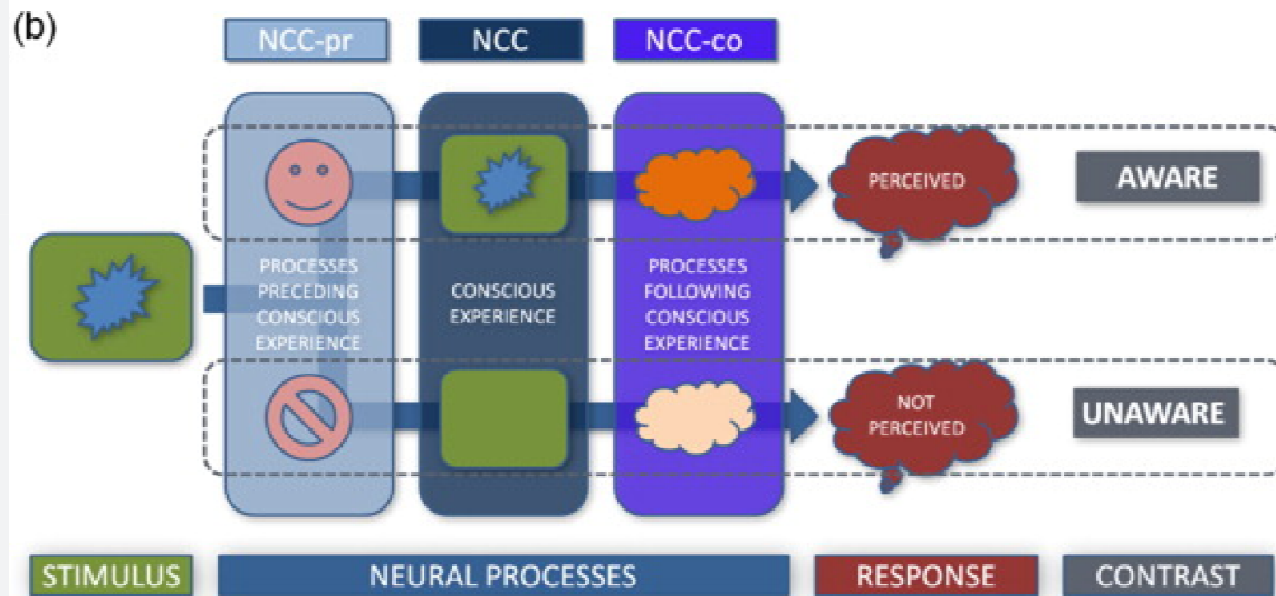 (b)
NCC-pr
NCC
NCC-co
PERCEIVED
AWARE
PROCESSES
PRECEDING
CONSCIOUS
EXPERIENCE
CONSCIOUS
EXPERIENCE
PROCESSES
FOLLOWING
CONSCIOUS
EXPERIENCE
NOT
PERCEIVED
UNAWARE
STIMULUS
NEURAL PROCESSES
RESPONSE
CONTRAST